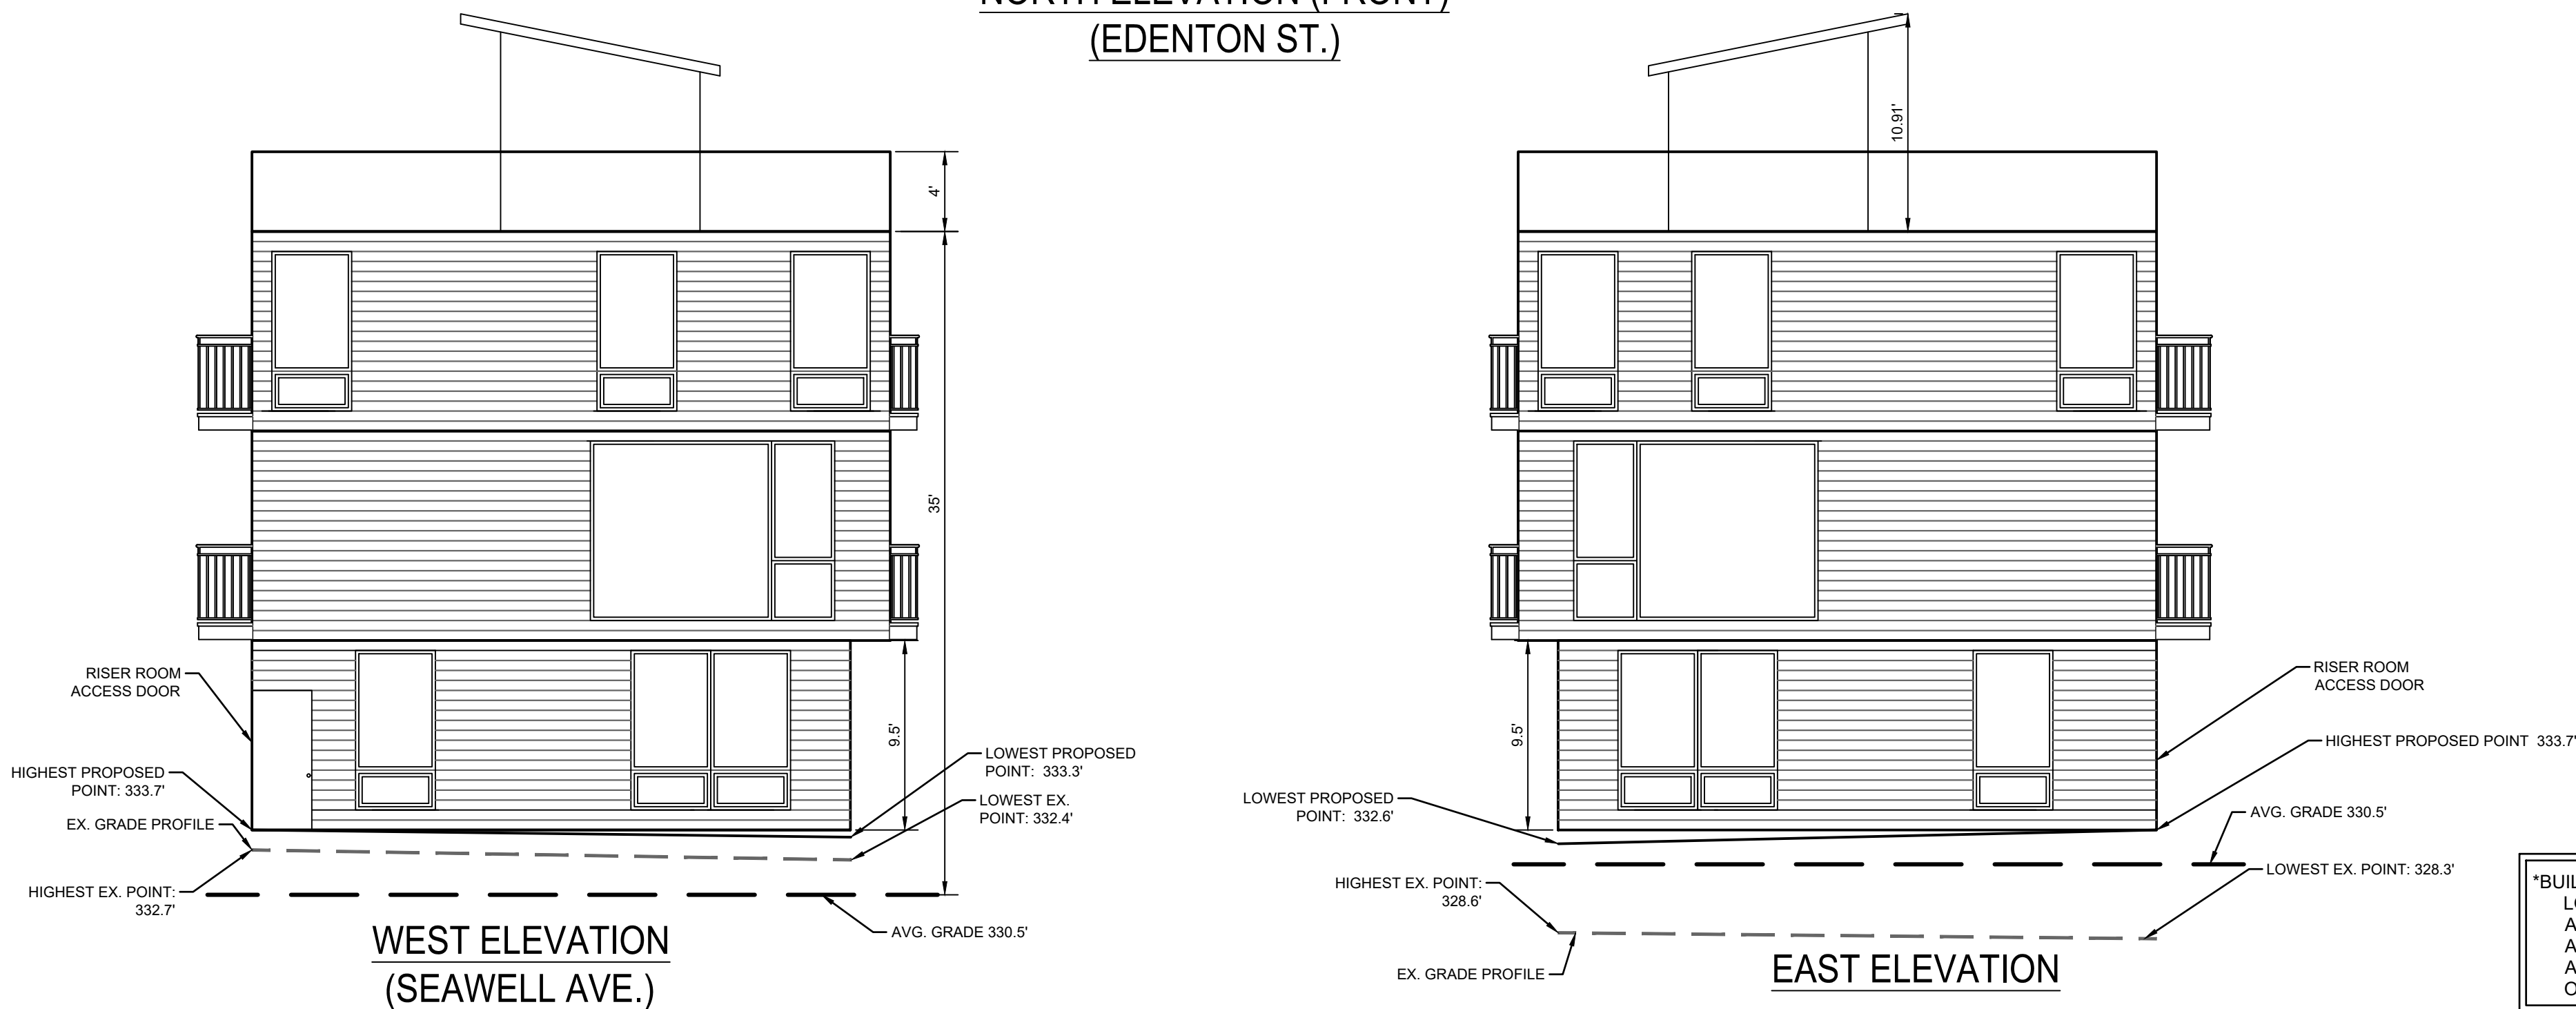 NORTH ELEVATION (FRONT)
(EDENTON ST.)
4'
35'
9.5'
RISER ROOM
ACCESS DOOR
HIGHEST PROPOSED
POINT: 333.7'
EX. GRADE PROFILE
HIGHEST EX. POINT:
332.7'
LOWEST PROPOSED
POINT: 333.3'
LOWEST EX.
POINT: 332.4'
AVG. GRADE 330.5'
WEST ELEVATION
(SEAWELL AVE.)
10.91'
9.5'
LOWEST PROPOSED
POINT: 332.6'
HIGHEST EX. POINT:
328.6'
EX. GRADE PROFILE
RISER ROOM
ACCESS DOOR
HIGHEST PROPOSED POINT 333.7'
AVG. GRADE 330.5'
LOWEST EX. POINT: 328.3'
EAST ELEVATION